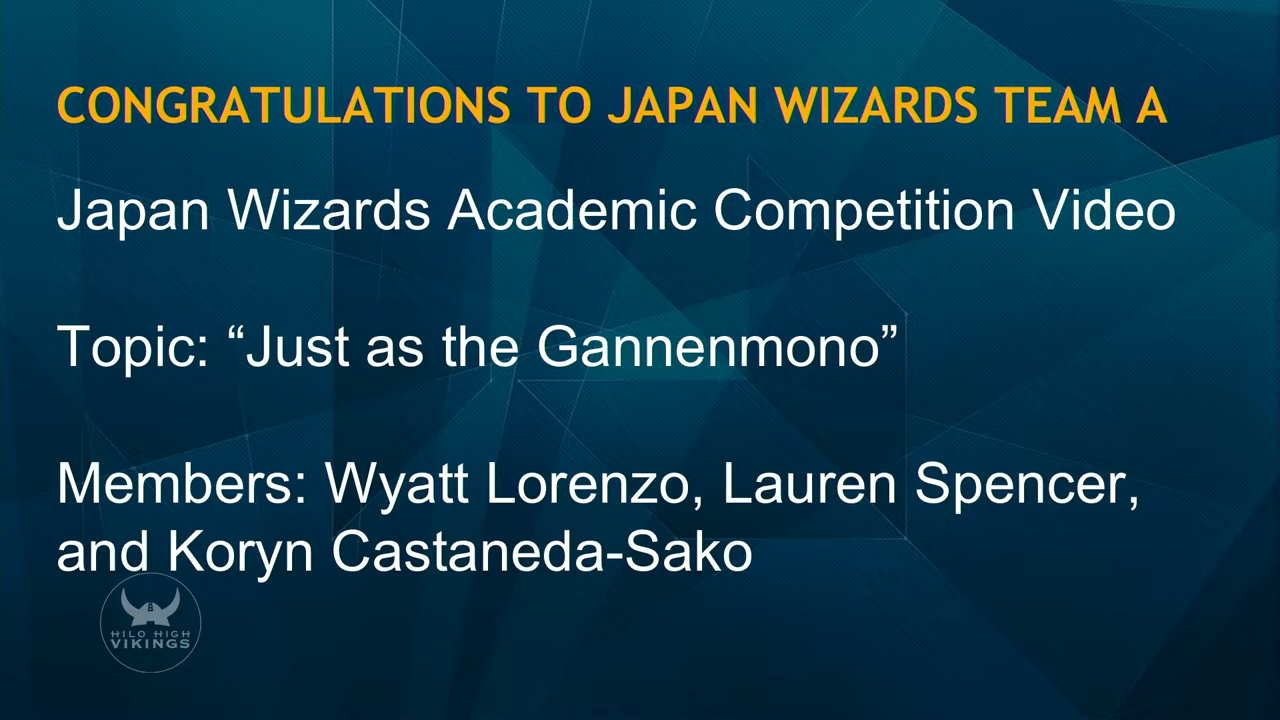 CONGRATULATIONS TO JAPAN WIZARDS TEAM A
Japan Wizards Academic Competition Video
Topic: “Just as the Gannenmono”
Members: Wyatt Lorenzo, Lauren Spencer,
and Koryn Castaneda-Sako
HILO HIGH
VIKINGS